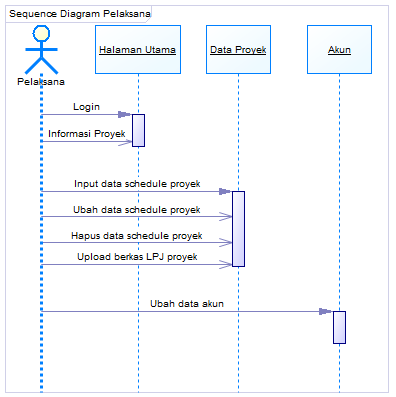 Sequence Diagram Pelaksana
Halaman Utama
Data Proyek
Akun
Pelaksana
Login
Informasi Proyek
Input data schedule proyek
Ubah data schedule proyek
Hapus data schedule proyek
Upload berkas LPJ proyek
Ubah data akun